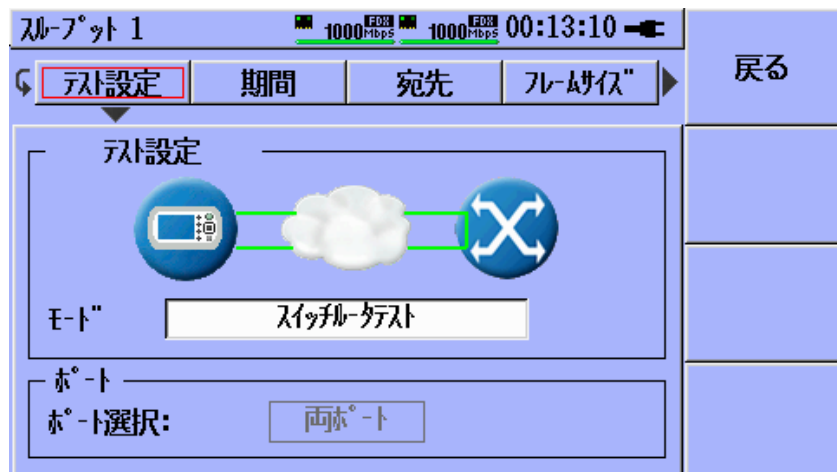 ｽﾙｰﾌﾟｯﾄ 1 1000 FDX Mbps 1000 FDX Mbps 00:13:10
戻る
ﾃｽﾄ設定 期間 宛先 ﾌﾚｰﾑｻｲｽﾞ
ﾃｽﾄ設定
ﾓｰﾄﾞ ｽｲｯﾁﾙｰﾀﾃｽﾄ
ﾎﾟｰﾄ
ﾎﾟｰﾄ選択: 両ﾎﾟｰﾄ